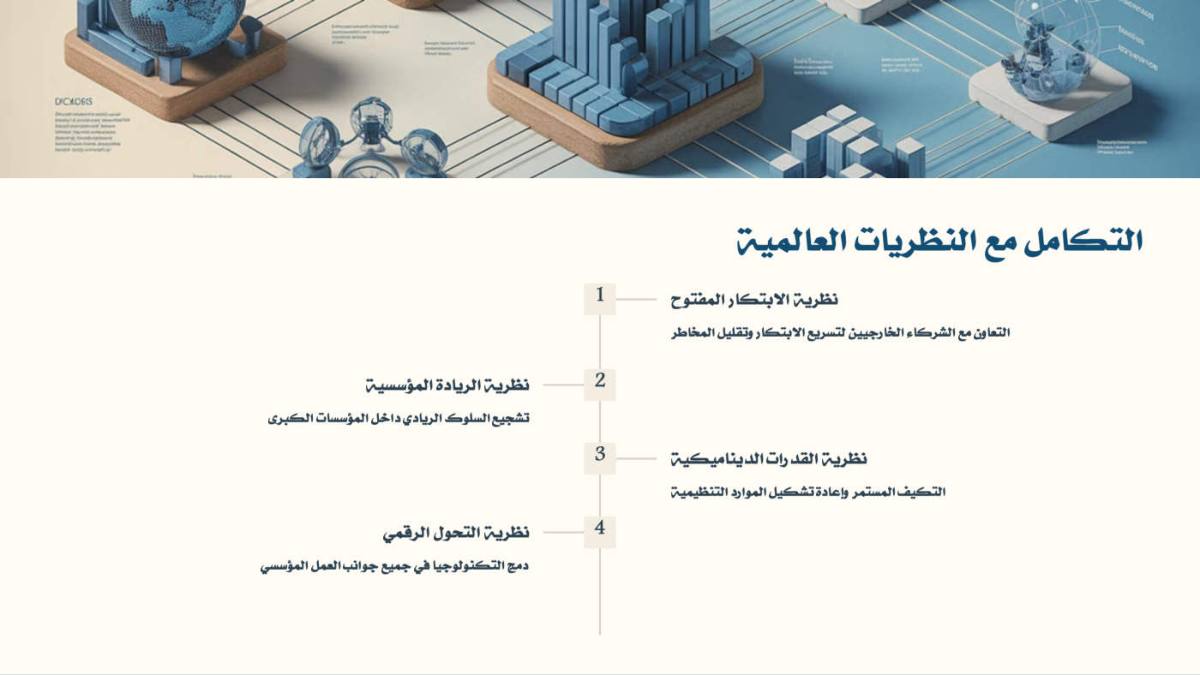 التكامل مع النظريات العالمية
1
نظرية الابتكار المفتوح
التعاون مع الشركاء الخارجيين لتسريع الابتكار وتقليل المخاطر
2
نظرية الريادة المؤسسية
تشجيع السلوك الريادي داخل المؤسسات الكبرى
3
نظرية القدرات الديناميكية
التكيف المستمر وإعادة تشكيل الموارد التنظيمية
4
نظرية التحول الرقمي
دمج التكنولوجيا في جميع جوانب العمل المؤسسي